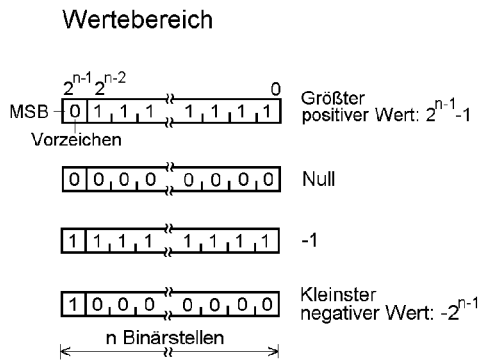 Wertebereich
2^n-1 2^n-2 0
MSB 0 1 1 1 1 1 1 1 Größter
positiver Wert: 2^n-1-1
Vorzeichen
0 0 0 0 0 0 0 0 Null
1 1 1 1 1 1 1 1 -1
1 0 0 0 0 0 0 0 Kleinster
negativer Wert: -2^n-1
n Binärstellen